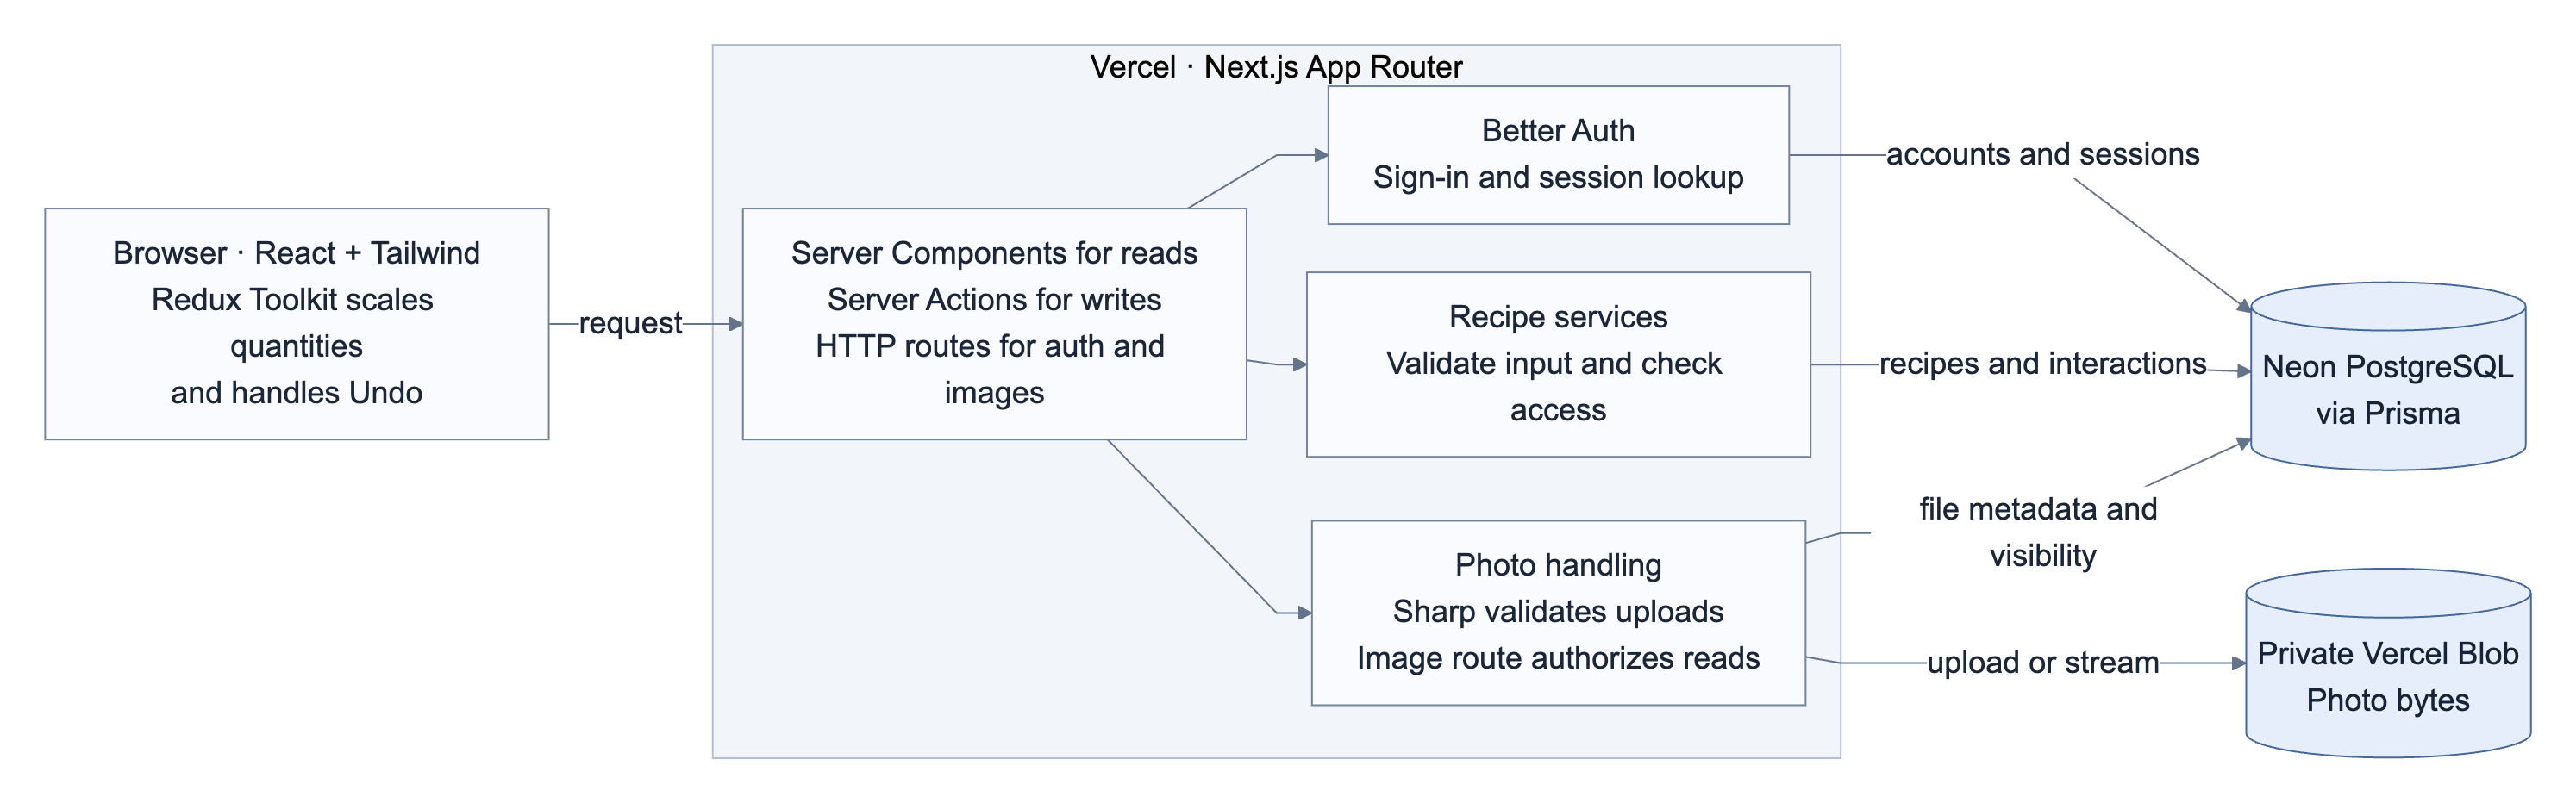 Vercel · Next.js App Router
Browser · React + Tailwind
Redux Toolkit scales
quantities
and handles Undo
request
Server Components for reads
Server Actions for writes
HTTP routes for auth and
images
Better Auth
Sign-in and session lookup
Recipe services
Validate input and check
access
Photo handling
Sharp validates uploads
Image route authorizes reads
accounts and sessions
recipes and interactions
file metadata and
visibility
upload or stream
Neon PostgreSQL
via Prisma
Private Vercel Blob
Photo bytes